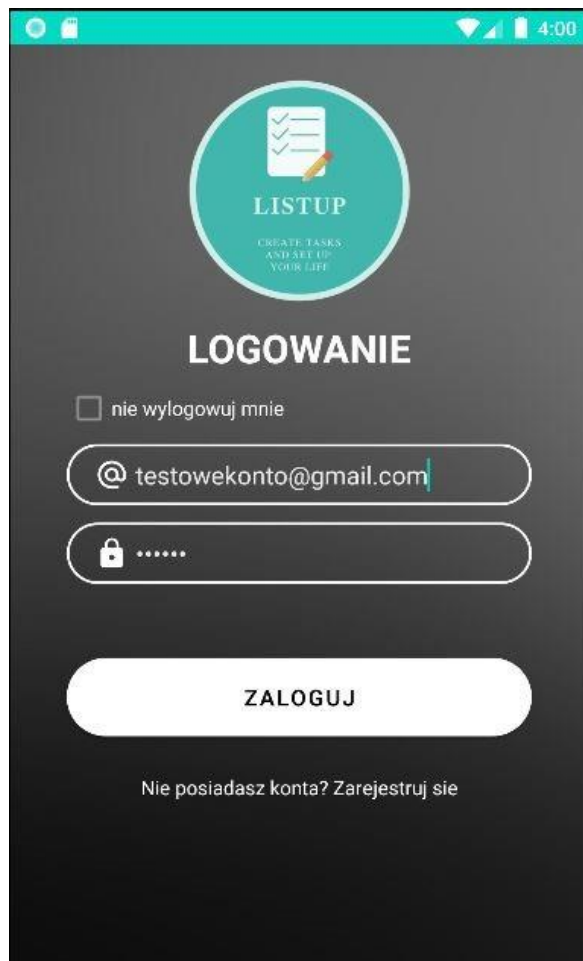 4:00
LISTUP
CREATE TASKS
AND SET UP
YOUR LIFE
LOGOWANIE
nie wylogowuj mnie
@ testowekonto@gmail.com
••••••
ZALOGUJ
Nie posiadasz konta? Zarejestruj sie